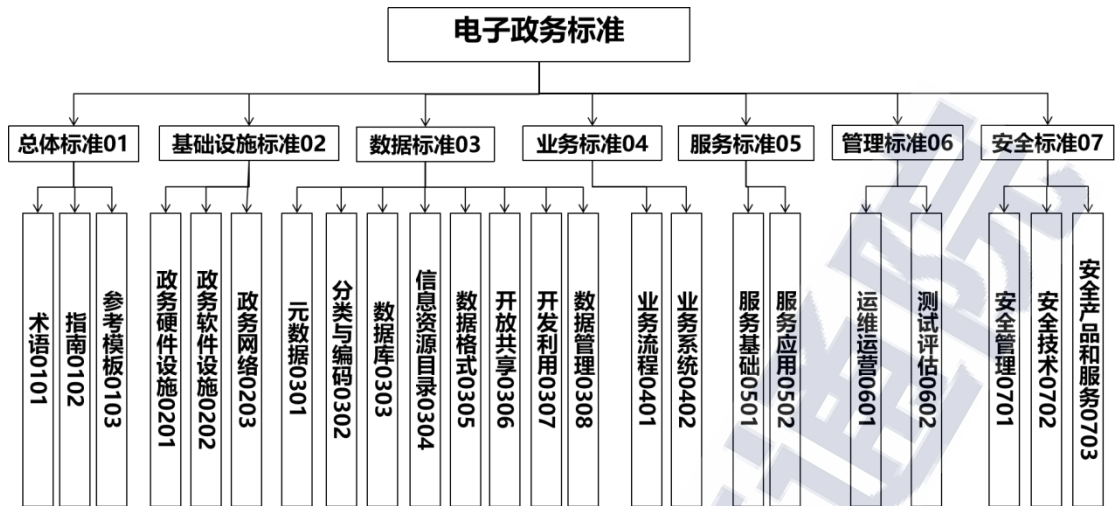 电子政务标准
总体标准01
基础设施标准02
数据标准03
业务标准04
服务标准05
管理标准06
安全标准07
术语0101
指南0102
参考模板0103
政务硬件设施0201
政务软件设施0202
政务网络0203
元数据0301
分类与编码0302
数据库0303
信息资源目录0304
数据格式0305
开放共享0306
开发利用0307
数据管理0308
业务流程0401
业务系统0402
服务基础0501
服务应用0502
运维运营0601
测试评估0602
安全管理0701
安全技术0702
安全产品和服务0703